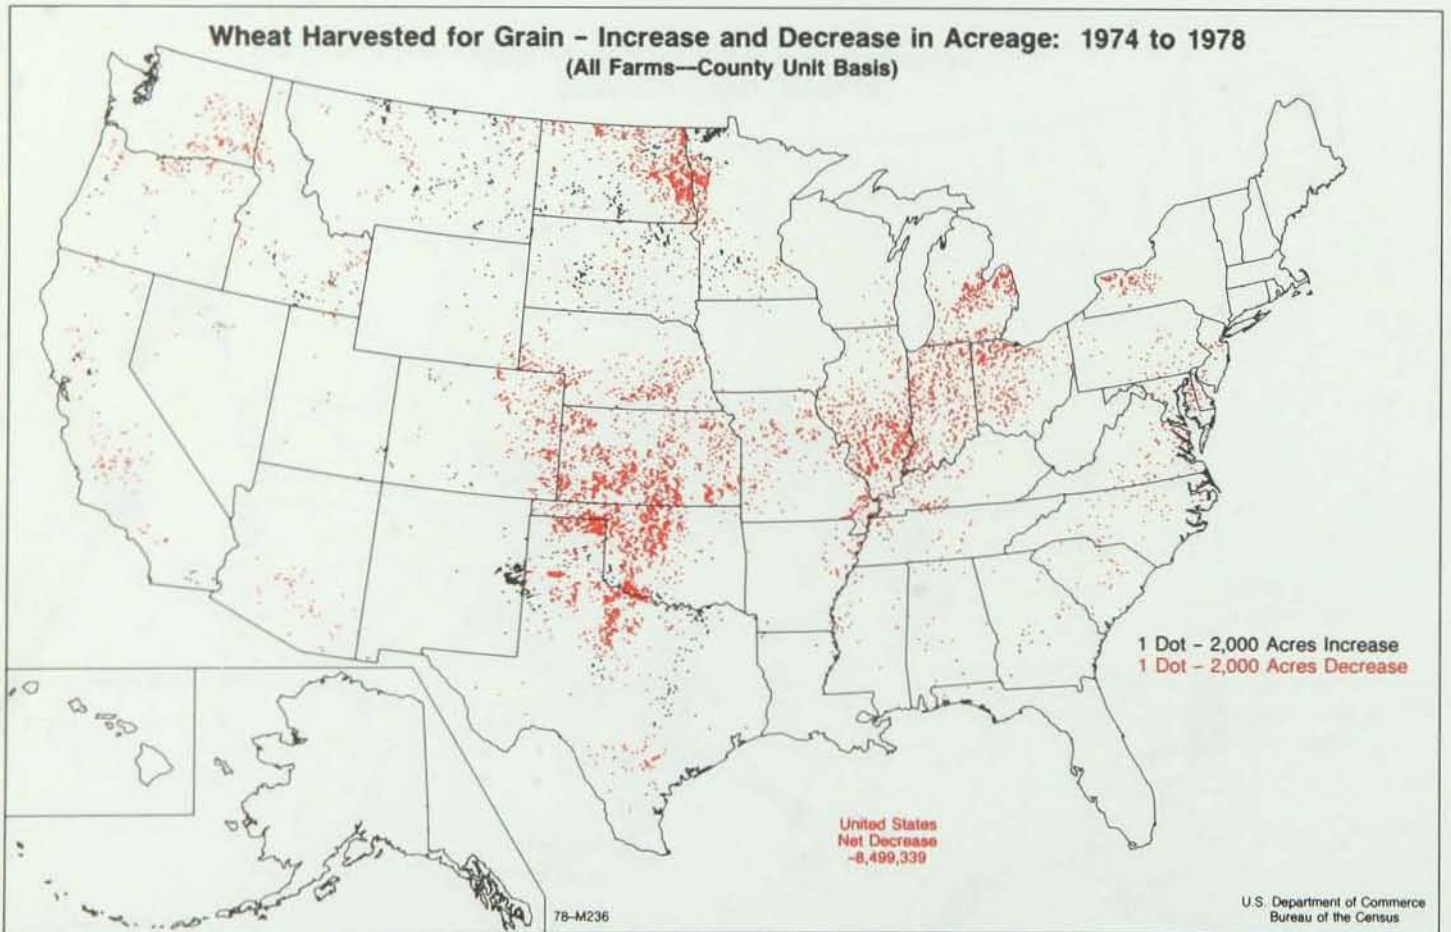 Wheat Harvested for Grain – Increase and Decrease in Acreage: 1974 to 1978
(All Farms—County Unit Basis)
1 Dot – 2,000 Acres Increase
1 Dot – 2,000 Acres Decrease
United States
Net Decrease
-8,499,339
78-M236
U.S. Department of Commerce
Bureau of the Census